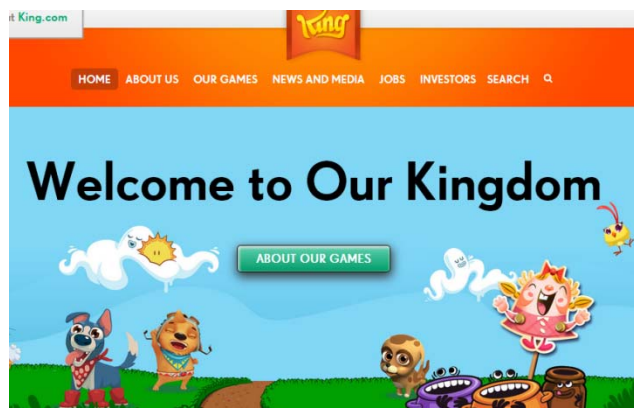 t King.com
King
HOME ABOUT US OUR GAMES NEWS AND MEDIA JOBS INVESTORS SEARCH
Welcome to Our Kingdom
ABOUT OUR GAMES